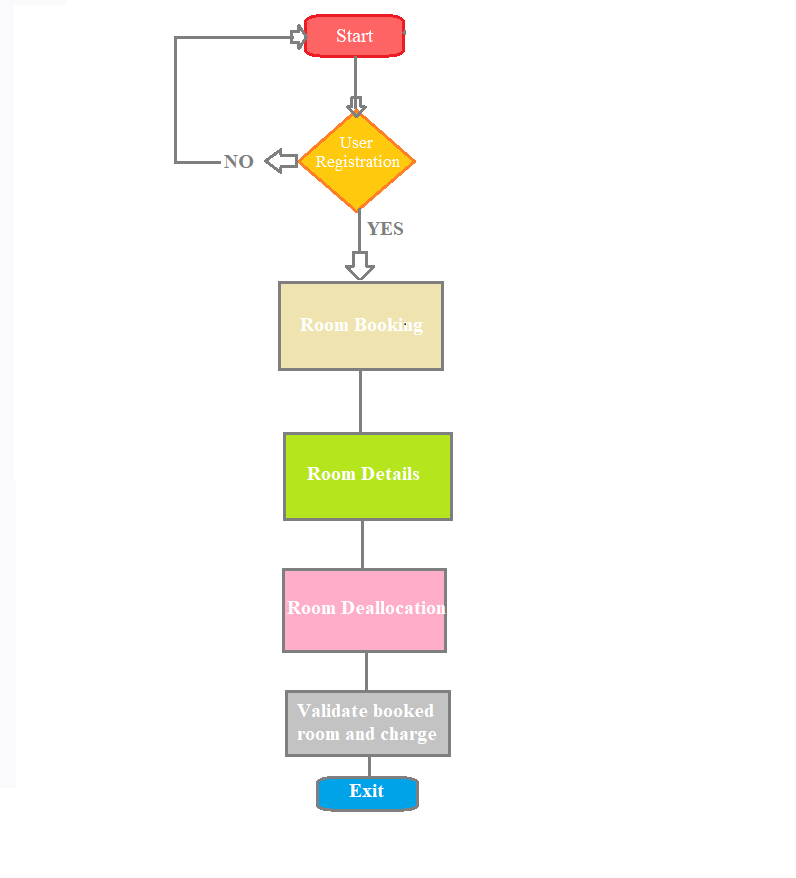 Start
User
Registration
NO
YES
Room Booking
Room Details
Room Deallocation
Validate booked
room and charge
Exit